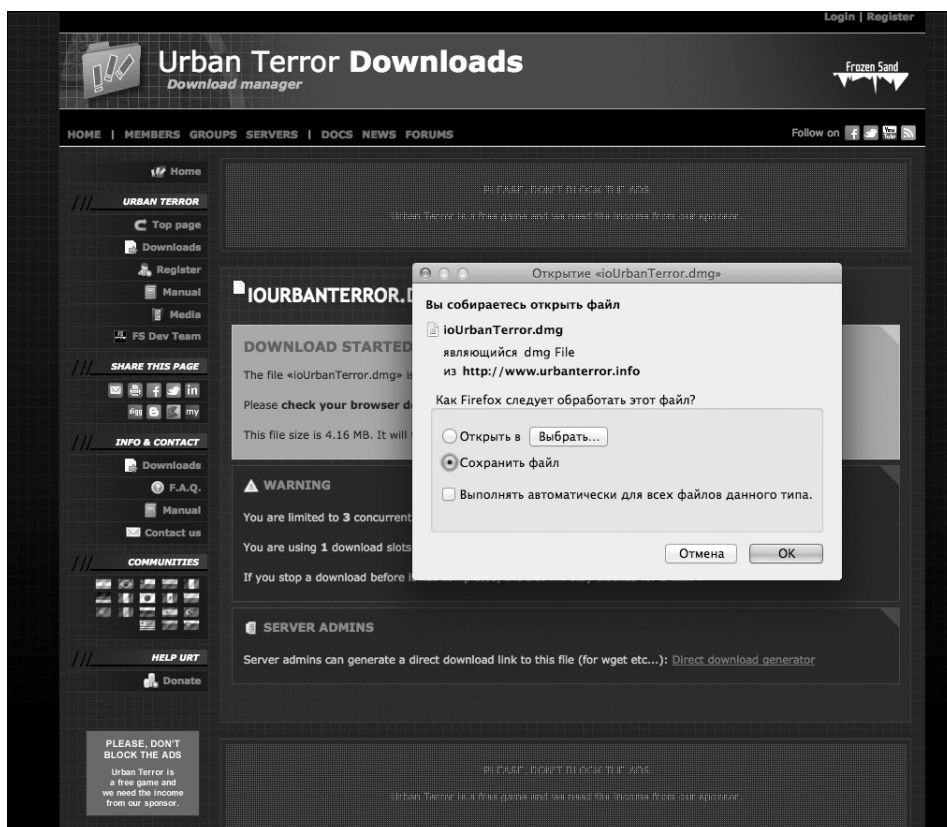 Login | Register
Urban Terror Downloads
Download manager
Frozen Sand
HOME | MEMBERS GROUPS SERVERS | DOCS NEWS FORUMS
Follow on
Home
URBAN TERROR
Top page
Downloads
Register
Manual
Media
FS Dev Team
SHARE THIS PAGE
in
digg
my
INFO & CONTACT
Downloads
F.A.Q.
Manual
Contact us
COMMUNITIES
HELP URT
Donate
PLEASE, DON'T
BLOCK THE ADS
Urban Terror is
a free game and
we need the income
from our sponsor.
PLEASE, DON'T BLOCK THE ADS
Urban Terror is a free game and we need the income from our sponsor.
IOURBANTERROR.
DOWNLOAD STARTED
The file «ioUrbanTerror.dmg»
Please check your browser
This file size is 4.16 MB. It will
WARNING
You are limited to 3 concurrent
You are using 1 download slots
If you stop a download before
SERVER ADMINS
Server admins can generate a direct download link to this file (for wget etc...): Direct download generator
PLEASE, DON'T BLOCK THE ADS
Urban Terror is a free game and we need the income from our sponsor.
Открытие «ioUrbanTerror.dmg»
Вы собираетесь открыть файл
ioUrbanTerror.dmg
являющийся dmg File
из http://www.urbanterror.info
Как Firefox следует обработать этот файл?
Открыть в Выбрать...
Сохранить файл
Выполнять автоматически для всех файлов данного типа.
Отмена OK